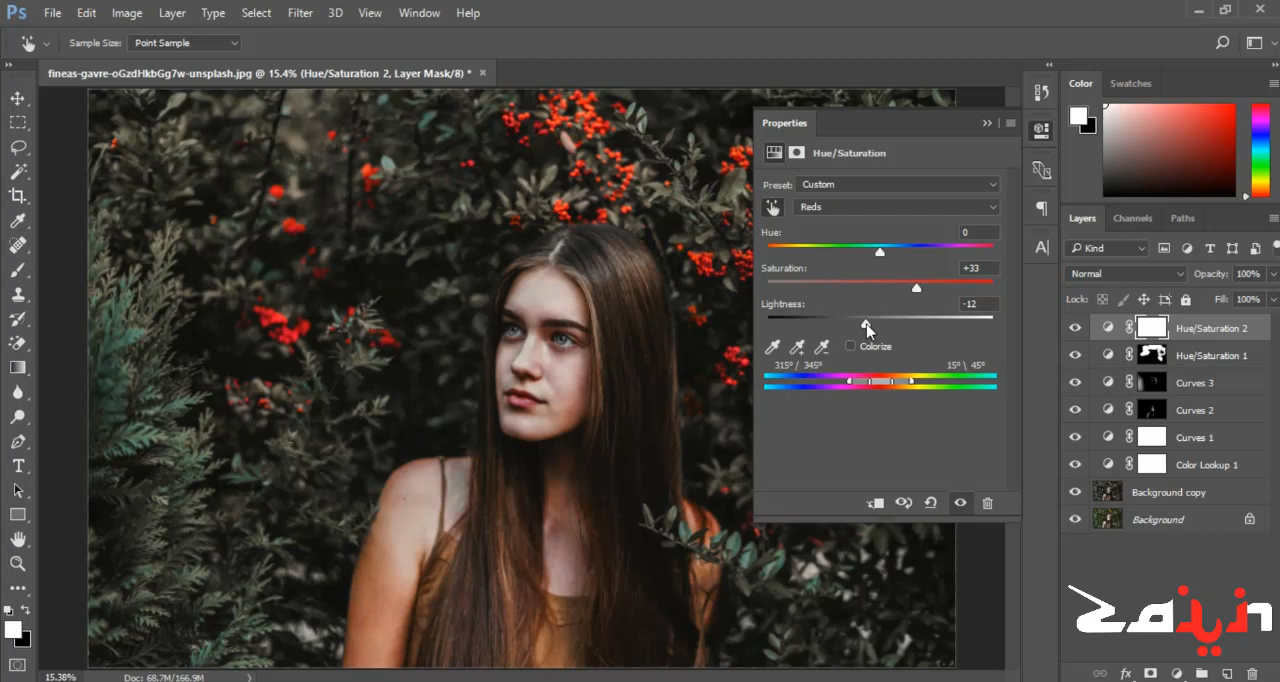 Ps File Edit Image Layer Type Select Filter 3D View Window Help
Sample Size: Point Sample
fineas-gavre-oGzdHkbGg7w-unsplash.jpg @ 15.4% (Hue/Saturation 2, Layer Mask/8) *
Properties
Hue/Saturation
Preset: Custom
Reds
Hue: 0
Saturation: +33
Lightness: -12
Colorize
315° / 345° 15° \ 45°
Color Swatches
Layers Channels Paths
Kind
Normal Opacity: 100%
Lock: Fill: 100%
Hue/Saturation 2
Hue/Saturation 1
Curves 3
Curves 2
Curves 1
Color Lookup 1
Background copy
Background
fx
15.38% Doc: 68.7M/166.9M